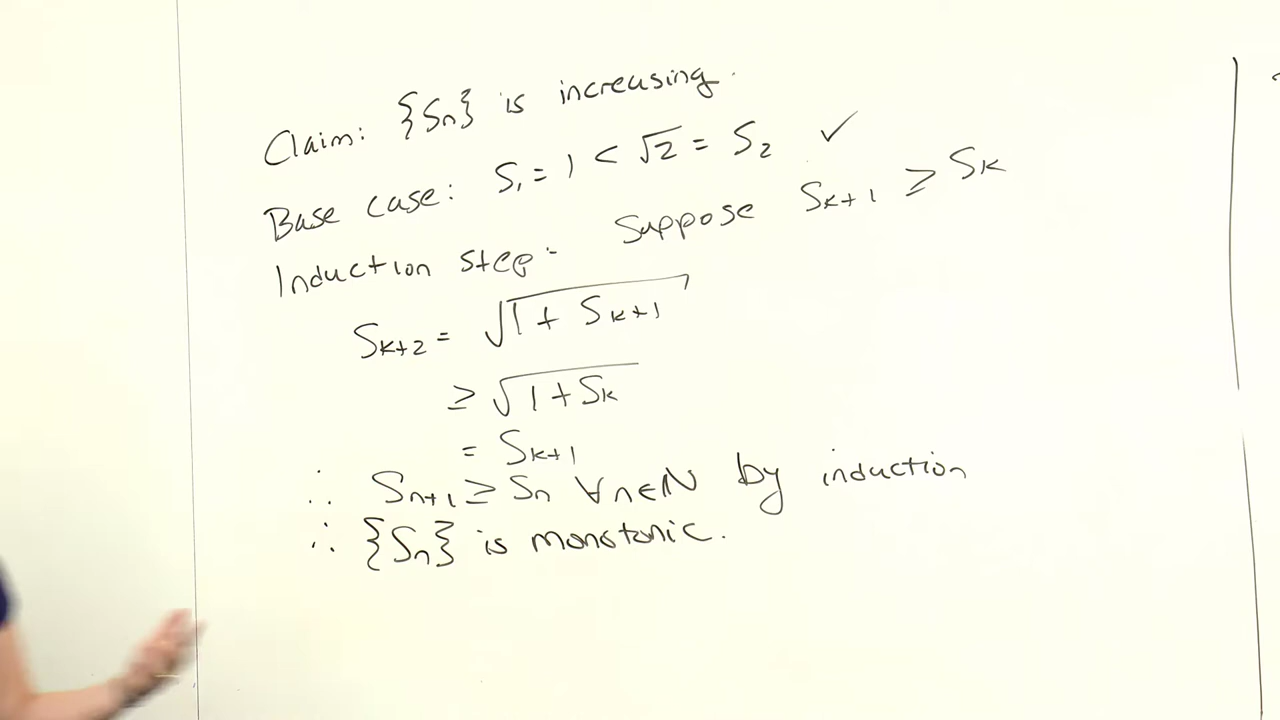 Claim: {Sn} is increasing.
Base case: S₁ = 1 < √2 = S₂ ✓
Induction step: Suppose Sₖ₊₁ ≥ Sₖ
Sₖ₊₂ = √(1 + Sₖ₊₁)
≥ √(1 + Sₖ)
= Sₖ₊₁
∴ Sₙ₊₁ ≥ Sₙ ∀n∈ℕ by induction
∴ {Sn} is monotonic.